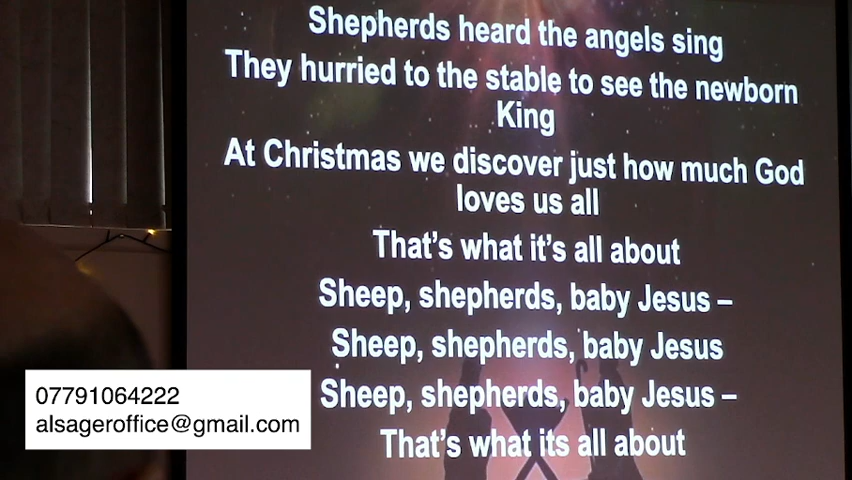 Shepherds heard the angels sing
They hurried to the stable to see the newborn
King
At Christmas we discover just how much God
loves us all
That's what it's all about
Sheep, shepherds, baby Jesus –
Sheep, shepherds, baby Jesus
Sheep, shepherds, baby Jesus –
That's what its all about
07791064222
alsageroffice@gmail.com